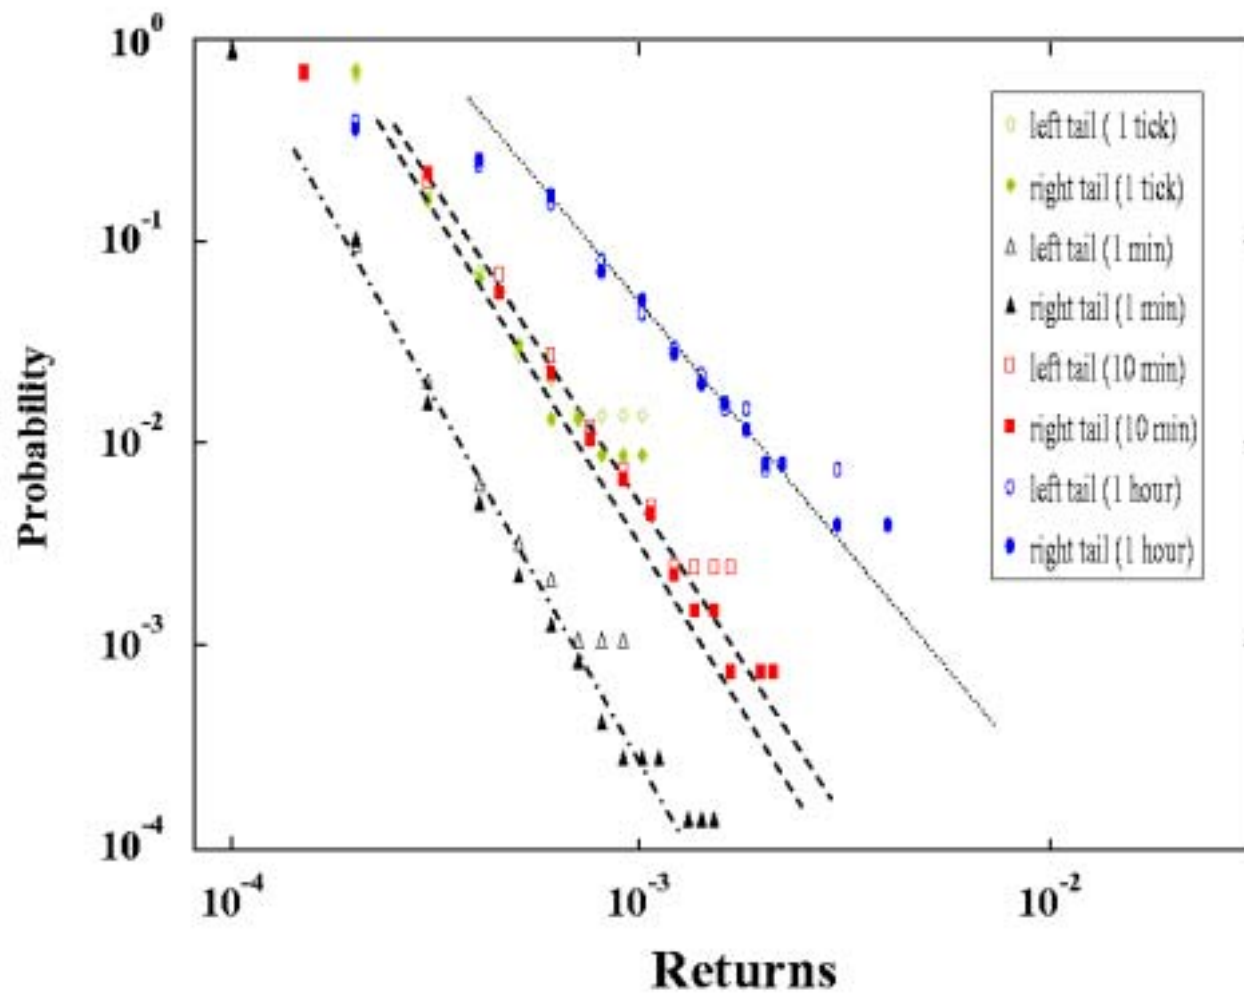 10^0
10^-1
10^-2
10^-3
10^-4
Probability
10^-4
10^-3
10^-2
Returns
left tail ( 1 tick)
right tail (1 tick)
left tail (1 min)
right tail (1 min)
left tail (10 min)
right tail (10 min)
left tail (1 hour)
right tail (1 hour)